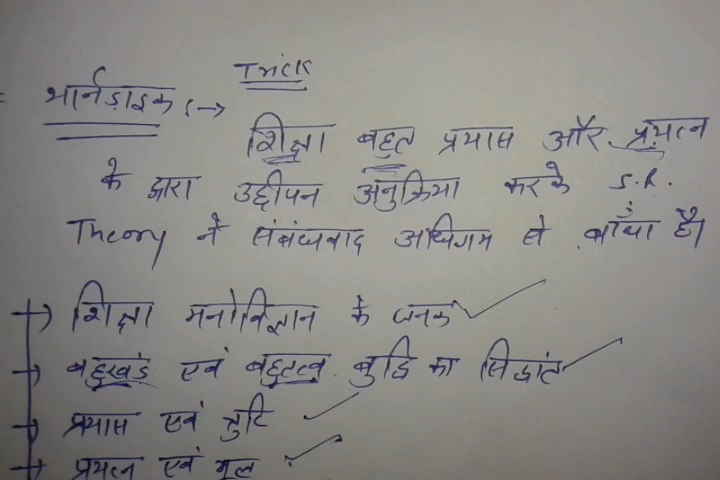 Trick
थार्नडाइक :→
शिक्षा बहुत प्रयास और प्रयत्न
के द्वारा उद्दीपन अनुक्रिया करके S.R.
Theory ने संबंधवाद अधिगम से बाँधा है।
→ शिक्षा मनोविज्ञान के जनक ✓
→ बहुखंड एवं बहुतत्व बुद्धि का सिद्धांत ✓
→ प्रयास एवं त्रुटि ✓
→ प्रयत्न एवं भूल ✓